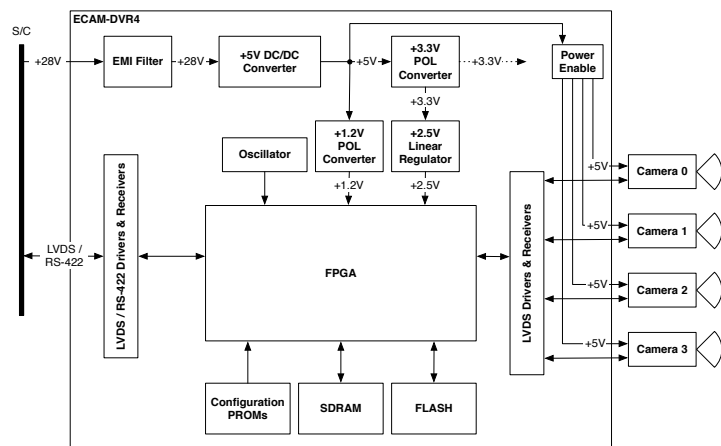 ECAM-DVR4
S/C
+28V
EMI Filter
+28V
+5V DC/DC
Converter
+5V
+3.3V
POL
Converter
+3.3V
Power
Enable
+3.3V
Oscillator
+1.2V
POL
Converter
+2.5V
Linear
Regulator
+1.2V
+2.5V
LVDS /
RS-422
LVDS / RS-422 Drivers & Receivers
FPGA
LVDS Drivers & Receivers
+5V
Camera 0
+5V
Camera 1
+5V
Camera 2
+5V
Camera 3
Configuration
PROMs
SDRAM
FLASH